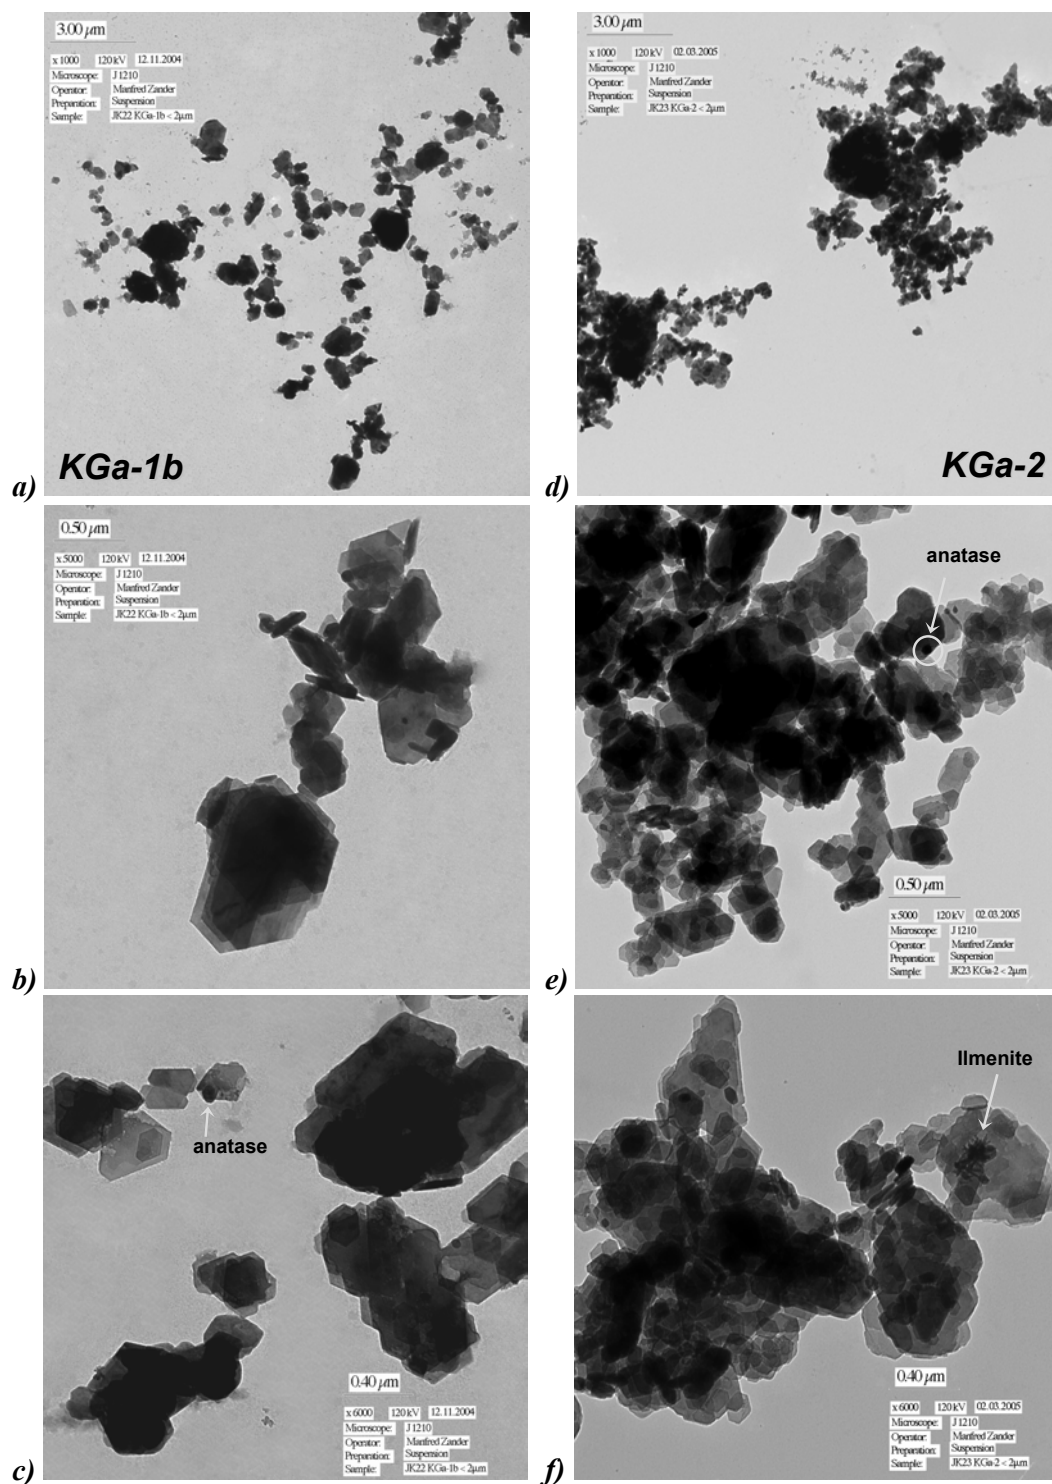 3.00 µm
x 1000 120 kV 12.11.2004
Microscope: J 1210
Operator: Manfred Zander
Preparation: Suspension
Sample: JK22 KGa-1b < 2µm
KGa-1b
a)
3.00 µm
x 1000 120 kV 02.03.2005
Microscope: J 1210
Operator: Manfred Zander
Preparation: Suspension
Sample: JK23 KGa-2 < 2µm
KGa-2
d)
0.50 µm
x 5000 120 kV 12.11.2004
Microscope: J 1210
Operator: Manfred Zander
Preparation: Suspension
Sample: JK22 KGa-1b < 2µm
b)
anatase
0.50 µm
x 5000 120 kV 02.03.2005
Microscope: J 1210
Operator: Manfred Zander
Preparation: Suspension
Sample: JK23 KGa-2 < 2µm
e)
anatase
0.40 µm
x 6000 120 kV 12.11.2004
Microscope: J 1210
Operator: Manfred Zander
Preparation: Suspension
Sample: JK22 KGa-1b < 2µm
c)
Ilmenite
0.40 µm
x 6000 120 kV 02.03.2005
Microscope: J 1210
Operator: Manfred Zander
Preparation: Suspension
Sample: JK23 KGa-2 < 2µm
f)